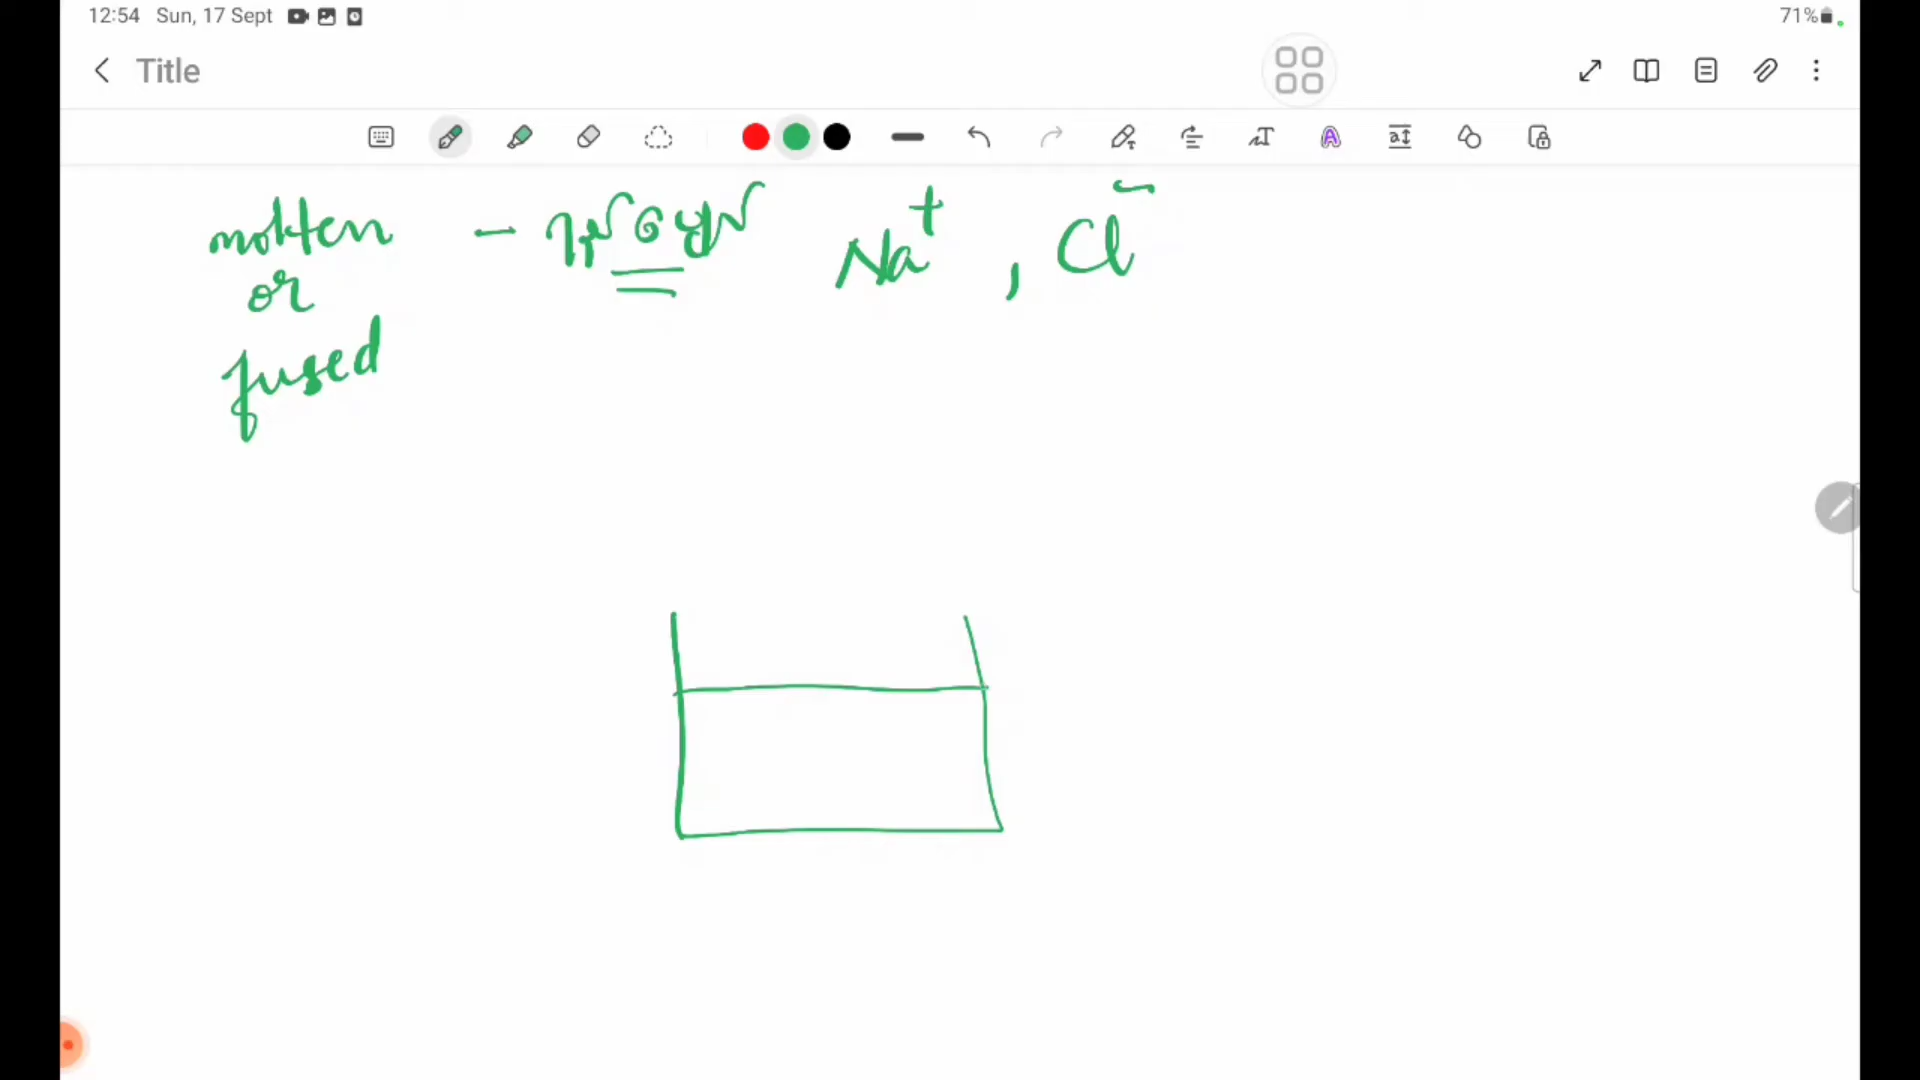 12:54 Sun, 17 Sept 71%
Title
molten - Na⁺ , Cl⁻
or
fused